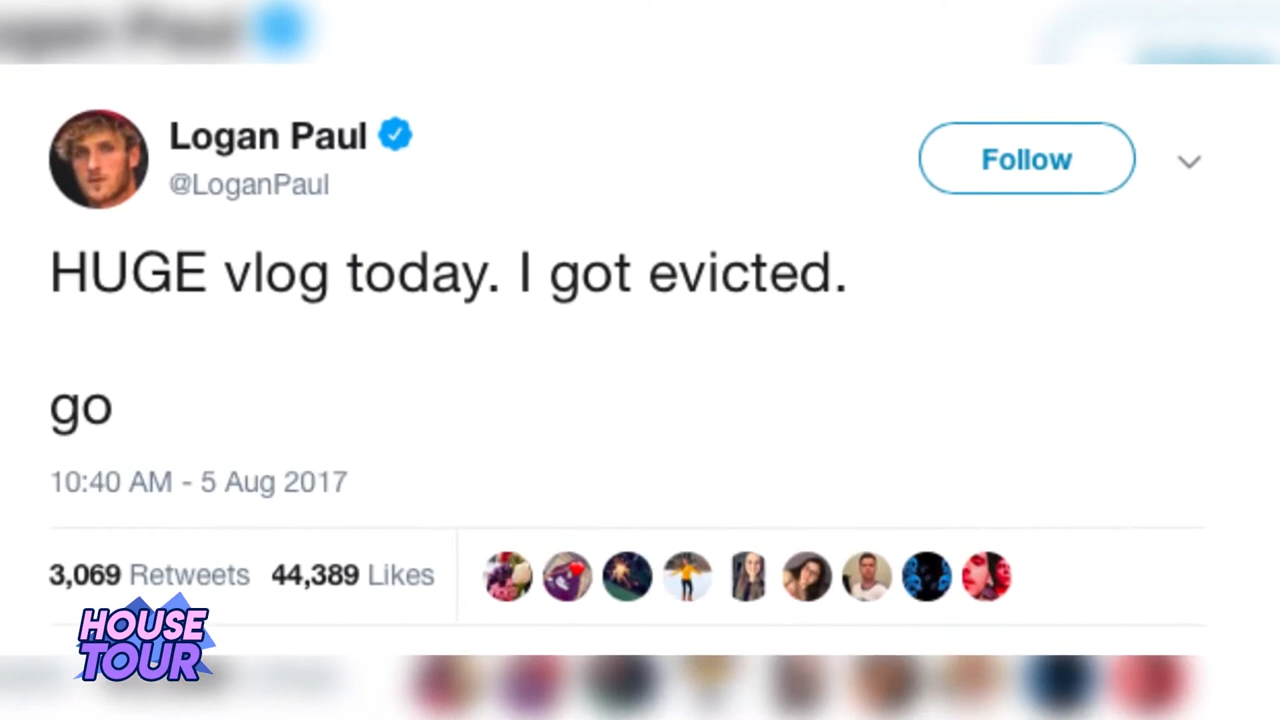 Logan Paul
@LoganPaul
Follow
HUGE vlog today. I got evicted.
go
10:40 AM - 5 Aug 2017
3,069 Retweets 44,389 Likes
HOUSE
TOUR